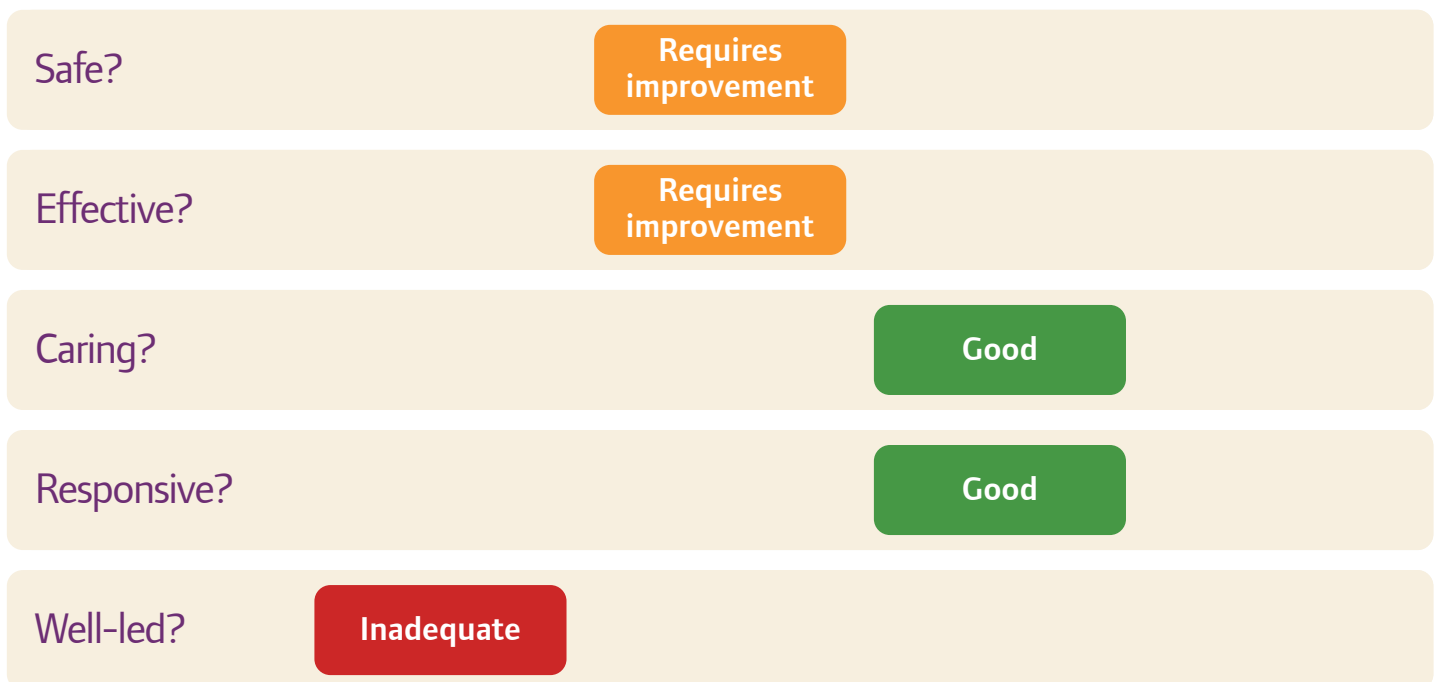 Safe?
Requires
improvement
Effective?
Requires
improvement
Caring?
Good
Responsive?
Good
Well-led?
Inadequate